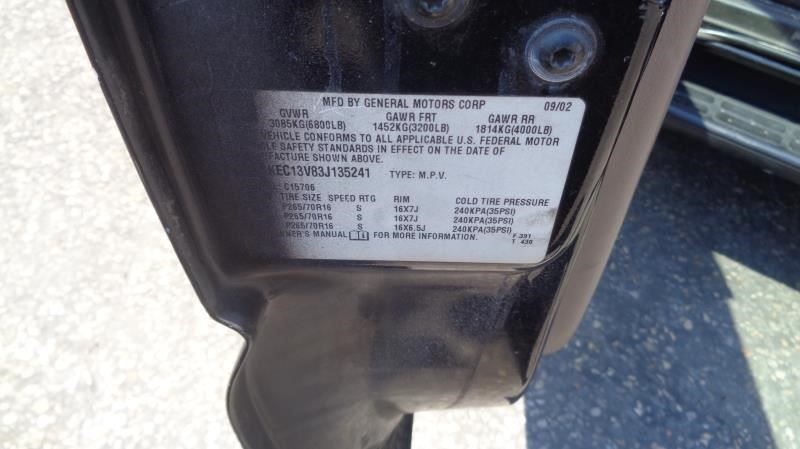 MFD BY GENERAL MOTORS CORP 09/02
GVWR GAWR FRT GAWR RR
3085KG(6800LB) 1452KG(3200LB) 1814KG(4000LB)
VEHICLE CONFORMS TO ALL APPLICABLE U.S. FEDERAL MOTOR
CLE SAFETY STANDARDS IN EFFECT ON THE DATE OF
FACTURE SHOWN ABOVE.
KEC13V83J135241 TYPE: M.P.V.
C15706
TIRE SIZE SPEED RTG RIM COLD TIRE PRESSURE
P265/70R16 S 16X7J 240KPA(35PSI)
P265/70R16 S 16X7J 240KPA(35PSI)
P265/70R16 S 16X6.5J 240KPA(35PSI)
NER'S MANUAL FOR MORE INFORMATION. F 391
T 430